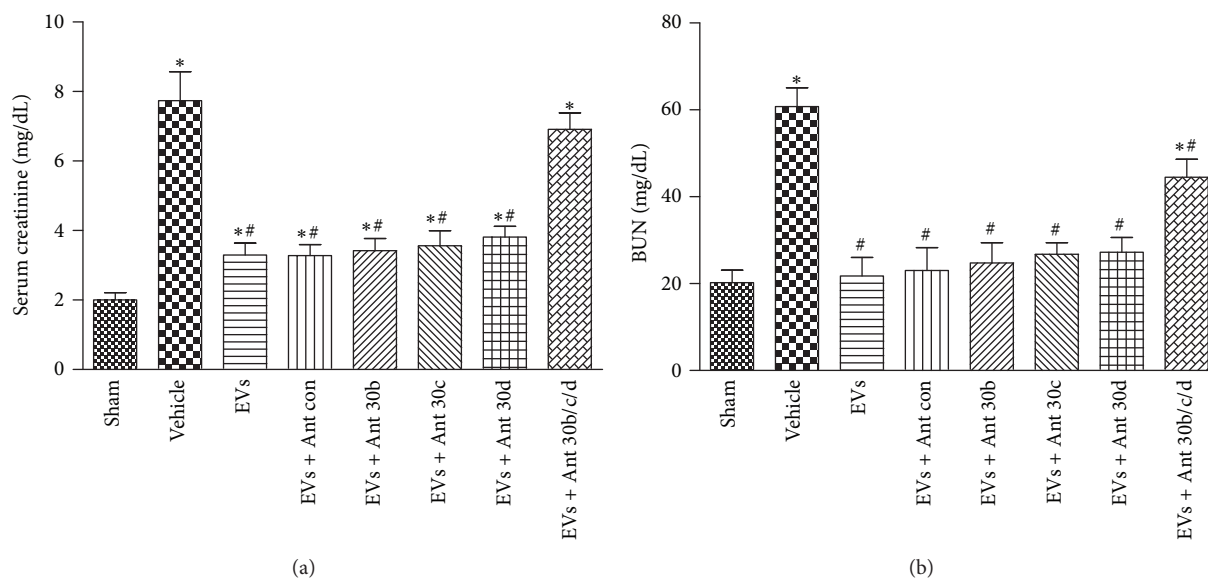 10
8
6
4
2
0
Serum creatinine (mg/dL)
*
*
*#
*#
*#
*#
*#
Sham
Vehicle
EVs
EVs + Ant con
EVs + Ant 30b
EVs + Ant 30c
EVs + Ant 30d
EVs + Ant 30b/c/d
(a)
80
60
40
20
0
BUN (mg/dL)
*
*#
#
#
#
#
#
Sham
Vehicle
EVs
EVs + Ant con
EVs + Ant 30b
EVs + Ant 30c
EVs + Ant 30d
EVs + Ant 30b/c/d
(b)